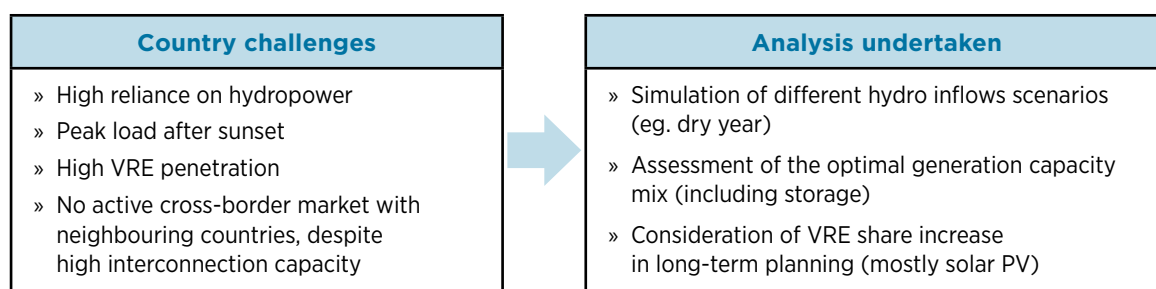 Country challenges
» High reliance on hydropower
» Peak load after sunset
» High VRE penetration
» No active cross-border market with
neighbouring countries, despite
high interconnection capacity
Analysis undertaken
» Simulation of different hydro inflows scenarios
(eg. dry year)
» Assessment of the optimal generation capacity
mix (including storage)
» Consideration of VRE share increase
in long-term planning (mostly solar PV)